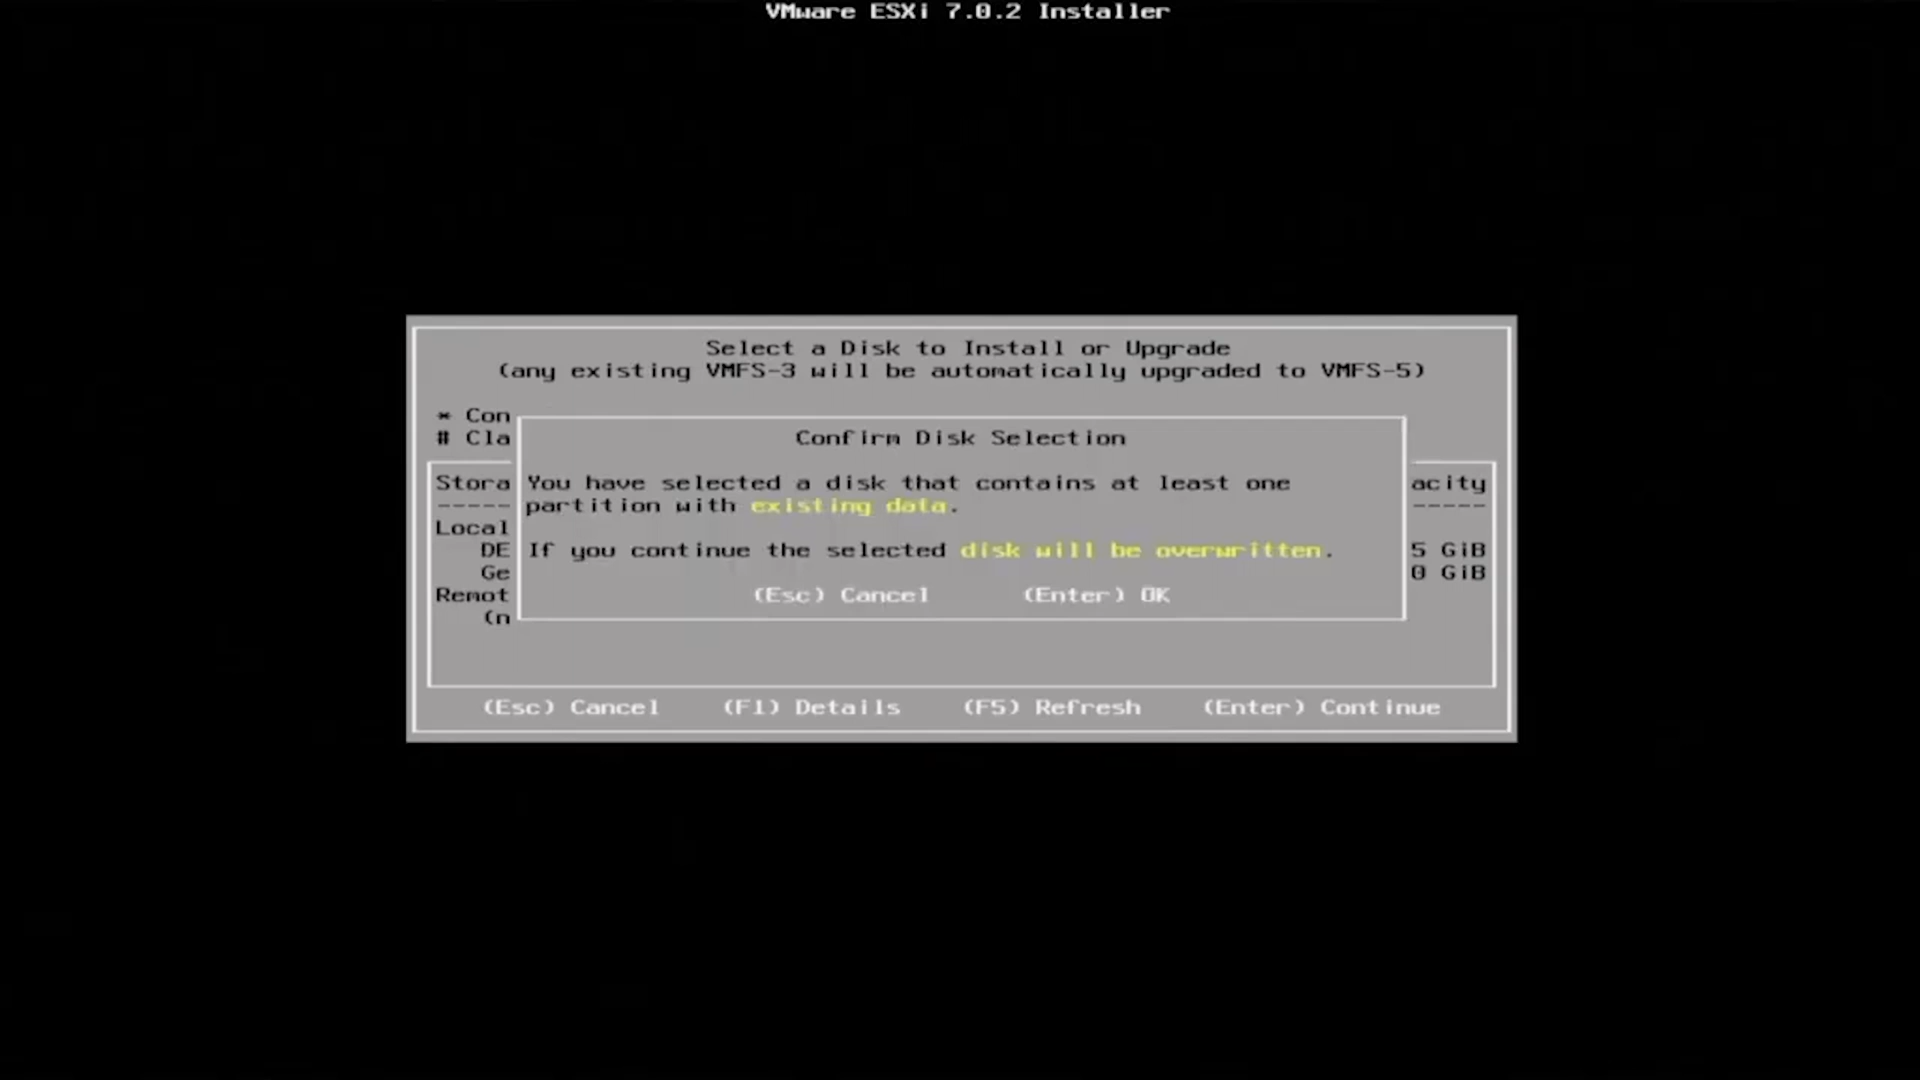 VMware ESXi 7.0.2 Installer
Select a Disk to Install or Upgrade
(any existing VMFS-3 will be automatically upgraded to VMFS-5)
* Con
# Cla
Confirm Disk Selection
Stora
acity
You have selected a disk that contains at least one
partition with existing data.
Local
DE
5 GiB
If you continue the selected disk will be overwritten.
Ge
0 GiB
Remot
(Esc) Cancel (Enter) OK
(n
(Esc) Cancel (F1) Details (F5) Refresh (Enter) Continue